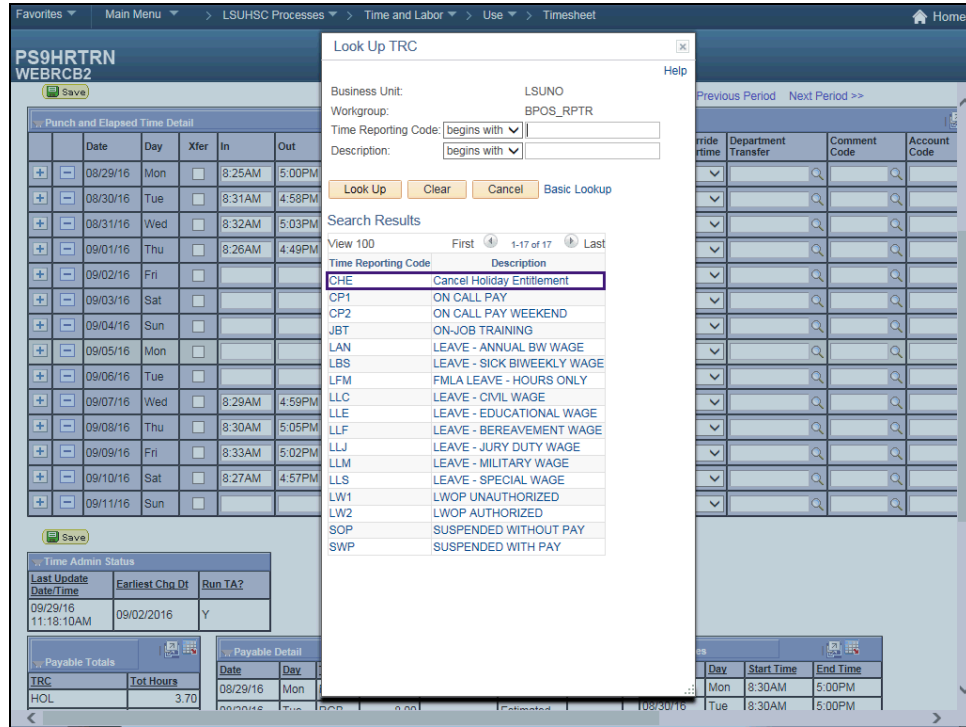 Favorites Main Menu > LSUHSC Processes > Time and Labor > Use > Timesheet Home
PS9HRTRN
WEBRCB2
Save
Previous Period Next Period >>
Punch and Elapsed Time Detail
Date Day Xfer In Out Department Transfer Comment Code Account Code
08/29/16 Mon 8:25AM 5:00PM
08/30/16 Tue 8:31AM 4:58PM
08/31/16 Wed 8:32AM 5:03PM
09/01/16 Thu 8:26AM 4:49PM
09/02/16 Fri
09/03/16 Sat
09/04/16 Sun
09/05/16 Mon
09/06/16 Tue
09/07/16 Wed 8:29AM 4:59PM
09/08/16 Thu 8:30AM 5:05PM
09/09/16 Fri 8:33AM 5:02PM
09/10/16 Sat 8:27AM 4:57PM
09/11/16 Sun
Look Up TRC
Help
Business Unit: LSUNO
Workgroup: BPOS_RPTR
Time Reporting Code: begins with
Description: begins with
Look Up Clear Cancel Basic Lookup
Search Results
View 100 First 1-17 of 17 Last
Time Reporting Code Description
CHE Cancel Holiday Entitlement
CP1 ON CALL PAY
CP2 ON CALL PAY WEEKEND
JBT ON-JOB TRAINING
LAN LEAVE - ANNUAL BW WAGE
LBS LEAVE - SICK BIWEEKLY WAGE
LFM FMLA LEAVE - HOURS ONLY
LLC LEAVE - CIVIL WAGE
LLE LEAVE - EDUCATIONAL WAGE
LLF LEAVE - BEREAVEMENT WAGE
LLJ LEAVE - JURY DUTY WAGE
LLM LEAVE - MILITARY WAGE
LLS LEAVE - SPECIAL WAGE
LW1 LWOP UNAUTHORIZED
LW2 LWOP AUTHORIZED
SOP SUSPENDED WITHOUT PAY
SWP SUSPENDED WITH PAY
Save
Time Admin Status
Last Update Date/Time Earliest Chg Dt Run TA?
09/29/16 11:18:10AM 09/02/2016 Y
Payable Totals
TRC Tot Hours
HOL 3.70
Payable Detail
Date Day
08/29/16 Mon
Day Start Time End Time
Mon 8:30AM 5:00PM
08/30/16 Tue 8:30AM 5:00PM